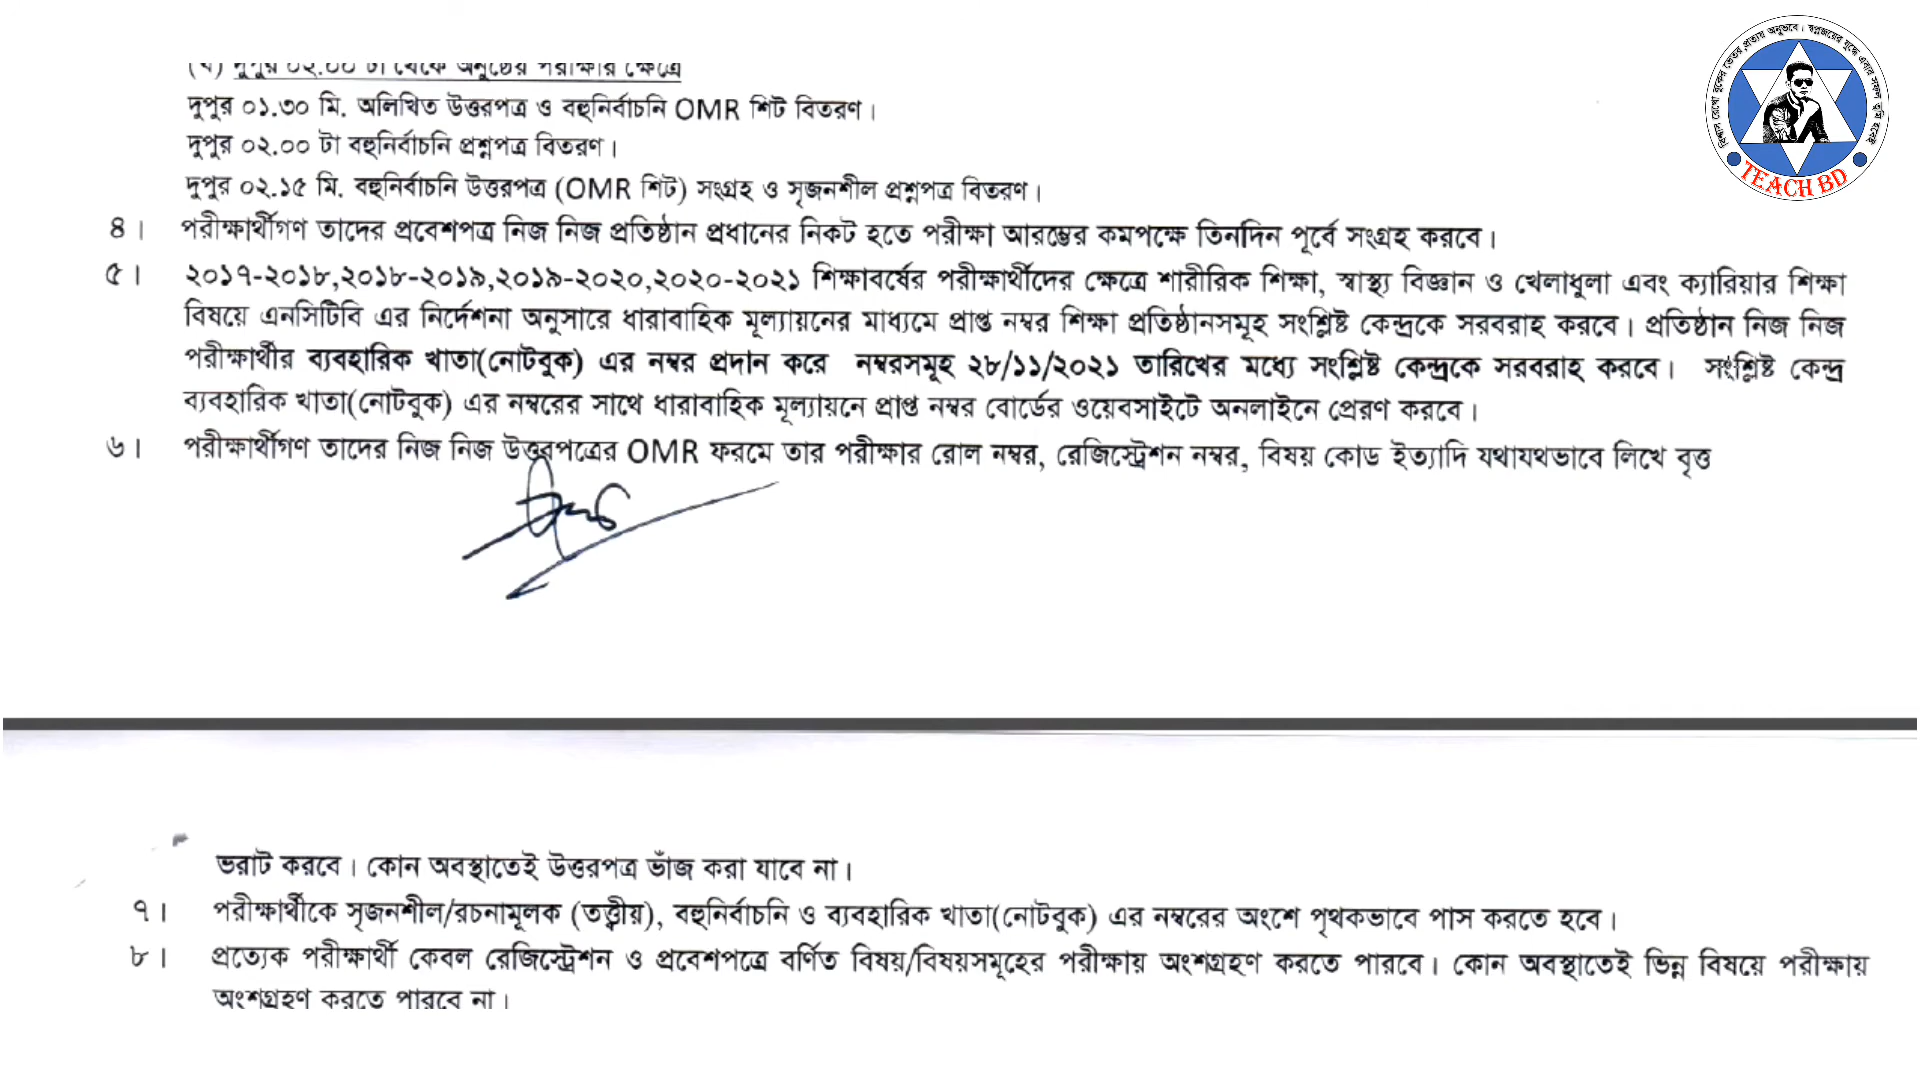 (খ) দুপুর ০২.০০ টা থেকে অনুষ্ঠেয় পরীক্ষার ক্ষেত্রে
দুপুর ০১.৩০ মি. অলিখিত উত্তরপত্র ও বহুনির্বাচনি OMR শিট বিতরণ।
দুপুর ০২.০০ টা বহুনির্বাচনি প্রশ্নপত্র বিতরণ।
দুপুর ০২.১৫ মি. বহুনির্বাচনি উত্তরপত্র (OMR শিট) সংগ্রহ ও সৃজনশীল প্রশ্নপত্র বিতরণ।
৪। পরীক্ষার্থীগণ তাদের প্রবেশপত্র নিজ নিজ প্রতিষ্ঠান প্রধানের নিকট হতে পরীক্ষা আরম্ভের কমপক্ষে তিনদিন পূর্বে সংগ্রহ করবে।
৫। ২০১৭-২০১৮,২০১৮-২০১৯,২০১৯-২০২০,২০২০-২০২১ শিক্ষাবর্ষের পরীক্ষার্থীদের ক্ষেত্রে শারীরিক শিক্ষা, স্বাস্থ্য বিজ্ঞান ও খেলাধুলা এবং ক্যারিয়ার শিক্ষা
বিষয়ে এনসিটিবি এর নির্দেশনা অনুসারে ধারাবাহিক মূল্যায়নের মাধ্যমে প্রাপ্ত নম্বর শিক্ষা প্রতিষ্ঠানসমূহ সংশ্লিষ্ট কেন্দ্রকে সরবরাহ করবে। প্রতিষ্ঠান নিজ নিজ
পরীক্ষার্থীর ব্যবহারিক খাতা(নোটবুক) এর নম্বর প্রদান করে নম্বরসমূহ ২৮/১১/২০২১ তারিখের মধ্যে সংশ্লিষ্ট কেন্দ্রকে সরবরাহ করবে। সংশ্লিষ্ট কেন্দ্র
ব্যবহারিক খাতা(নোটবুক) এর নম্বরের সাথে ধারাবাহিক মূল্যায়নে প্রাপ্ত নম্বর বোর্ডের ওয়েবসাইটে অনলাইনে প্রেরণ করবে।
৬। পরীক্ষার্থীগণ তাদের নিজ নিজ উত্তরপত্রের OMR ফরমে তার পরীক্ষার রোল নম্বর, রেজিস্ট্রেশন নম্বর, বিষয় কোড ইত্যাদি যথাযথভাবে লিখে বৃত্ত
ভরাট করবে। কোন অবস্থাতেই উত্তরপত্র ভাঁজ করা যাবে না।
৭। পরীক্ষার্থীকে সৃজনশীল/রচনামূলক (তত্ত্বীয়), বহুনির্বাচনি ও ব্যবহারিক খাতা(নোটবুক) এর নম্বরের অংশে পৃথকভাবে পাস করতে হবে।
৮। প্রত্যেক পরীক্ষার্থী কেবল রেজিস্ট্রেশন ও প্রবেশপত্রে বর্ণিত বিষয়/বিষয়সমূহের পরীক্ষায় অংশগ্রহণ করতে পারবে। কোন অবস্থাতেই ভিন্ন বিষয়ে পরীক্ষায়
অংশগ্রহণ করতে পারবে না।
TEACH BD